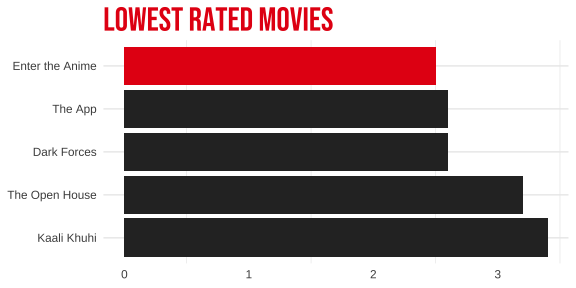 LOWEST RATED MOVIES
Enter the Anime
The App
Dark Forces
The Open House
Kaali Khuhi
0 1 2 3